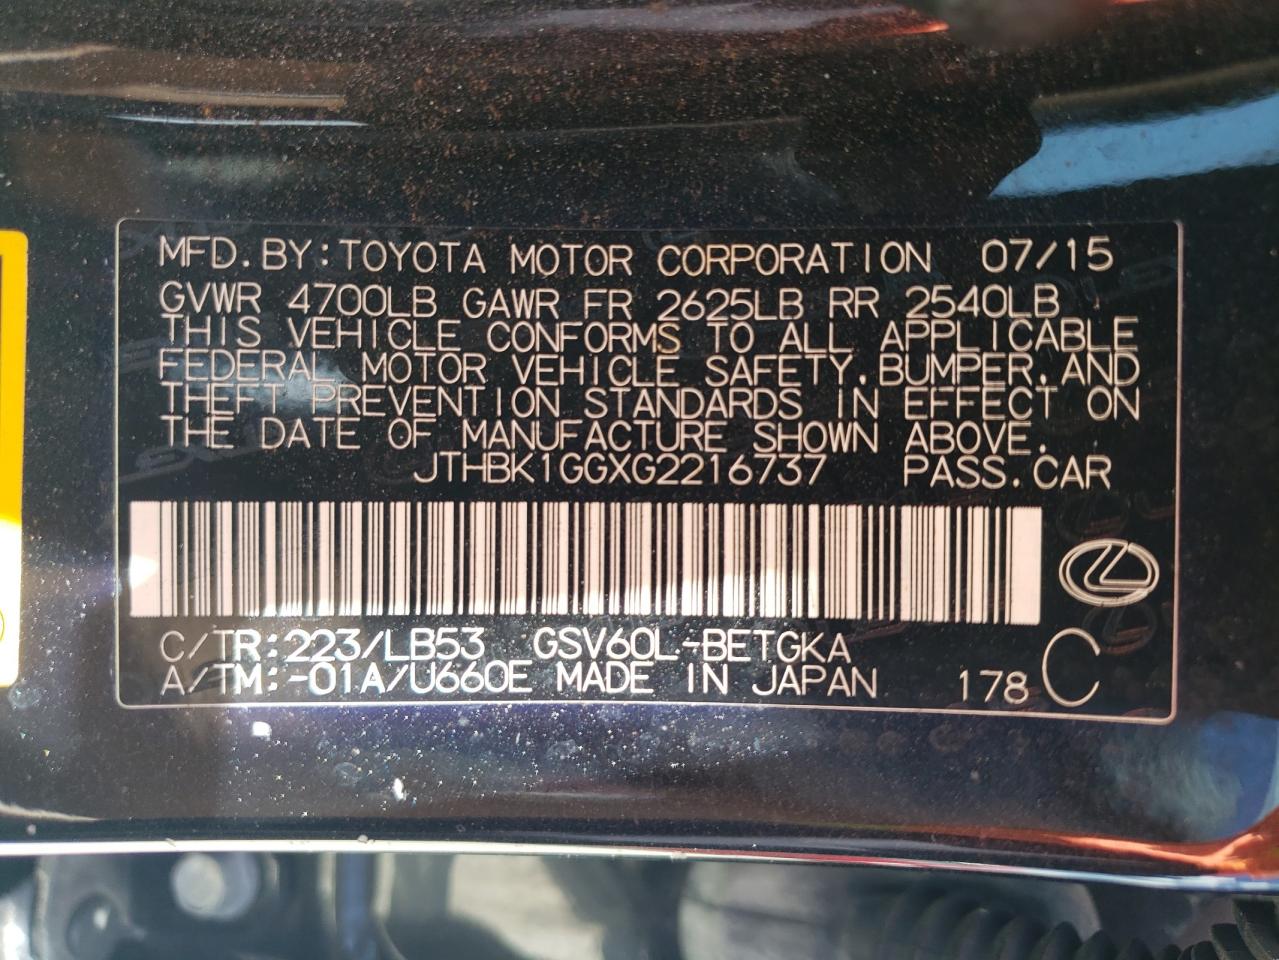 MFD. BY: TOYOTA MOTOR CORPORATION 07/15
GVWR 4700LB GAWR FR 2625LB RR 2540LB
THIS VEHICLE CONFORMS TO ALL APPLICABLE
FEDERAL MOTOR VEHICLE SAFETY, BUMPER, AND
THEFT PREVENTION STANDARDS IN EFFECT ON
THE DATE OF MANUFACTURE SHOWN ABOVE.
JTHBK1GGXG2216737 PASS. CAR
C/TR: 223/LB53 GSV60L-BETGKA
A/TM: -01A/U660E MADE IN JAPAN 178 C